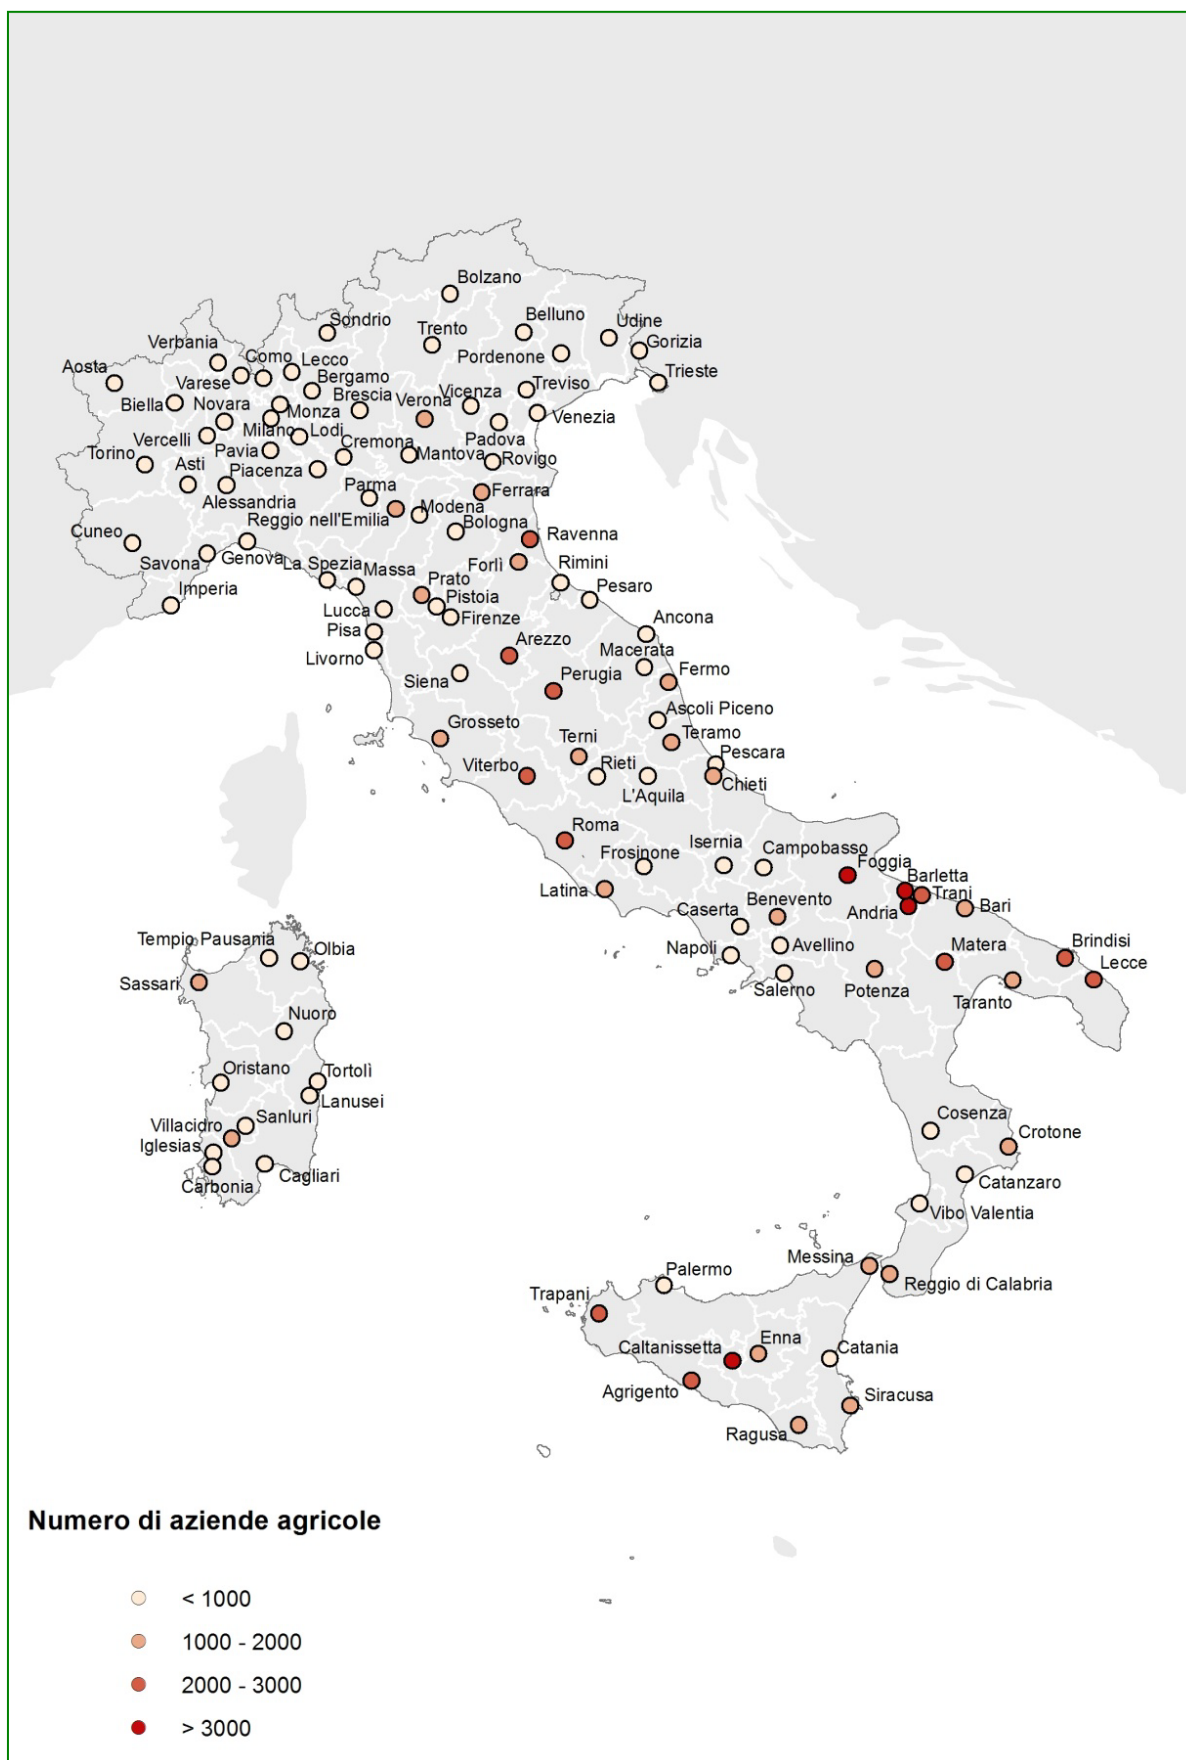 Bolzano
Sondrio
Trento
Belluno
Udine
Verbania
Como
Lecco
Pordenone
Gorizia
Aosta
Varese
Bergamo
Treviso
Trieste
Biella
Novara
Brescia
Verona
Vicenza
Monza
Venezia
Vercelli
Milano
Lodi
Padova
Torino
Pavia
Cremona
Mantova
Rovigo
Asti
Piacenza
Parma
Ferrara
Alessandria
Reggio nell'Emilia
Modena
Bologna
Cuneo
Ravenna
Savona
Genova
La Spezia
Massa
Forlì
Rimini
Imperia
Prato
Pesaro
Lucca
Pistoia
Firenze
Ancona
Pisa
Arezzo
Macerata
Livorno
Siena
Perugia
Fermo
Ascoli Piceno
Grosseto
Terni
Teramo
Viterbo
Rieti
Pescara
L'Aquila
Chieti
Roma
Isernia
Frosinone
Campobasso
Foggia
Barletta
Latina
Benevento
Trani
Caserta
Andria
Bari
Tempio Pausania
Olbia
Napoli
Avellino
Matera
Brindisi
Lecce
Sassari
Salerno
Potenza
Taranto
Nuoro
Oristano
Tortolì
Lanusei
Villacidro
Sanluri
Cosenza
Iglesias
Crotone
Carbonia
Cagliari
Catanzaro
Vibo Valentia
Messina
Palermo
Reggio di Calabria
Trapani
Caltanissetta
Enna
Catania
Agrigento
Siracusa
Ragusa
Numero di aziende agricole
< 1000
1000 - 2000
2000 - 3000
> 3000